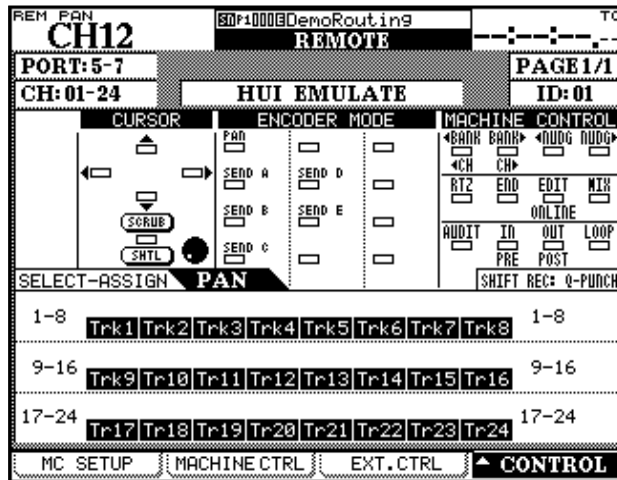 REM PAN SNP1000EDemoRouting TC
CH12 REMOTE --:--:--.--
PORT:5-7 PAGE1/1
CH:01-24 HUI EMULATE ID:01
CURSOR ENCODER MODE MACHINE CONTROL
PAN ◀BANK BANK▶ ◀NUDG NUDG▶
◀CH CH▶
SEND A SEND D RTZ END EDIT MIX
SEND B SEND E ONLINE
SCRUB AUDIT IN OUT LOOP
SHTL SEND C PRE POST
SELECT-ASSIGN PAN SHIFT REC: Q-PUNCH
1-8 Trk1 Trk2 Trk3 Trk4 Trk5 Trk6 Trk7 Trk8 1-8
9-16 Trk9 Tr10 Tr11 Tr12 Tr13 Tr14 Tr15 Tr16 9-16
17-24 Tr17 Tr18 Tr19 Tr20 Tr21 Tr22 Tr23 Tr24 17-24
MC SETUP MACHINE CTRL EXT.CTRL ▲ CONTROL